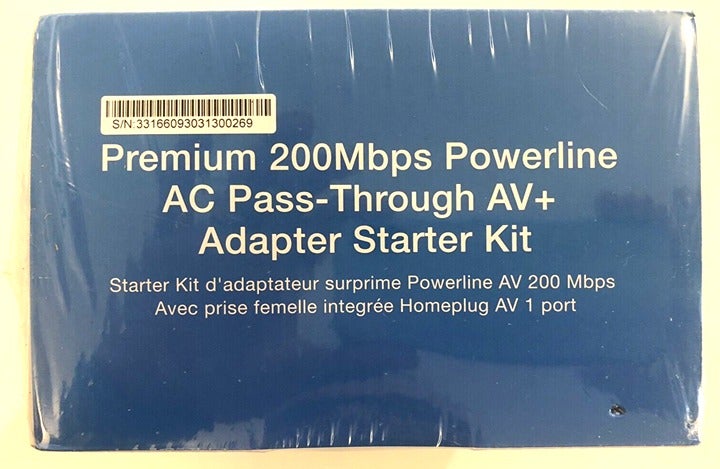 S/N:33166093031300269
Premium 200Mbps Powerline
AC Pass-Through AV+
Adapter Starter Kit
Starter Kit d'adaptateur surprime Powerline AV 200 Mbps
Avec prise femelle integrée Homeplug AV 1 port